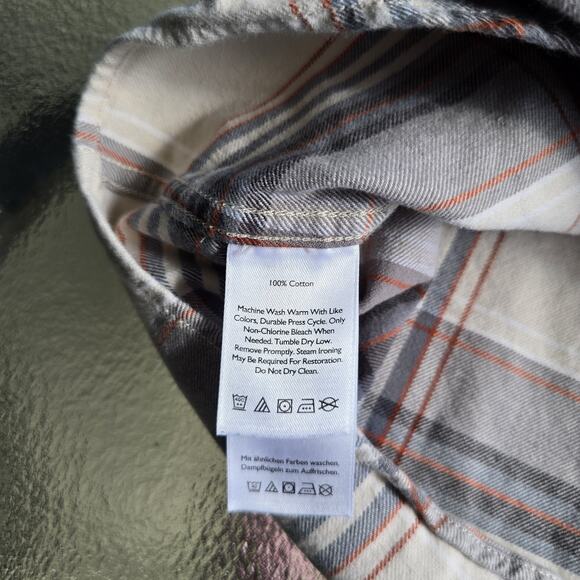 100% Cotton
Machine Wash Warm With Like
Colors, Durable Press Cycle. Only
Non-Chlorine Bleach When
Needed. Tumble Dry Low.
Remove Promptly. Steam Ironing
May Be Required For Restoration.
Do Not Dry Clean.
Mit ähnlichen Farben waschen.
Dampfbügeln zum Auffrischen.